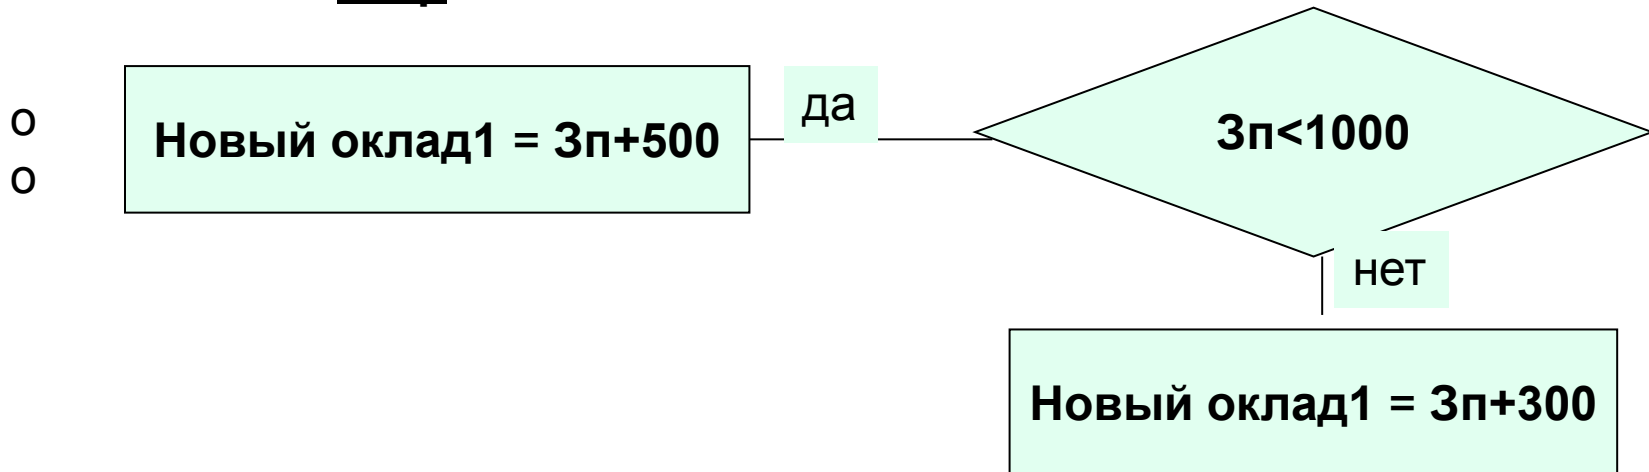 о
о
Новый оклад1 = Зп+500
да
Зп<1000
нет
Новый оклад1 = Зп+300